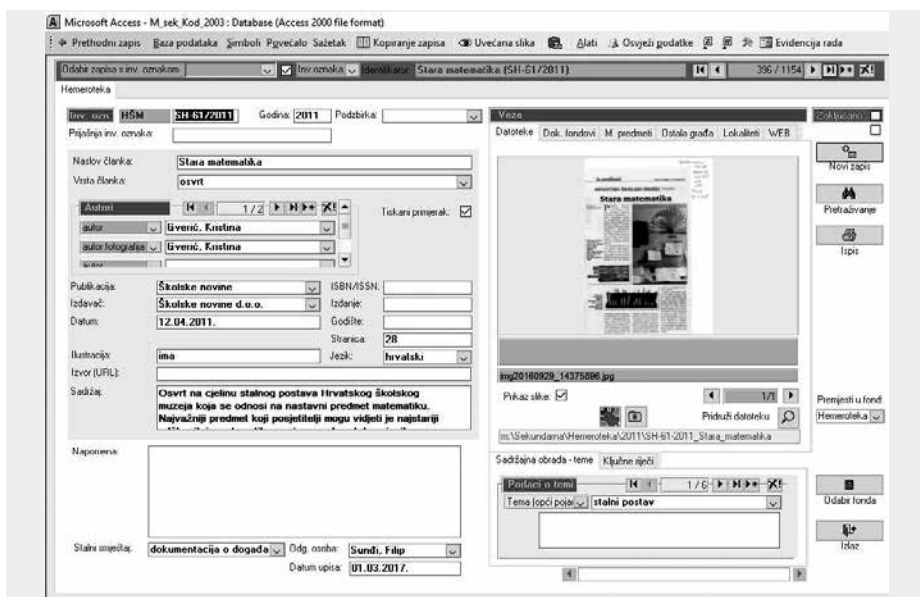 Microsoft Access - M_sek_Kod_2003 : Database (Access 2000 file format)
Prethodni zapis Baza podataka Simboli Povećalo Sažetak Kopiranje zapisa Uvećana slika Alati Osvježi podatke Evidencija rada
Odabir zapisa s inv. oznakom Inv oznaka Identifikator: Stara matematika (SH-61/2011) 396 / 1154
Hemeroteka
Inv. ozn. HŠM SH-61/2011 Godina: 2011 Podzbirka:
Prijašnja inv. oznaka:
Naslov članka: Stara matematika
Vrsta članka: osvrt
Autori 1 / 2 Tiskani primjerak:
autor Gverić, Kristina
autor fotografija Gverić, Kristina
autor
Publikacija: Školske novine ISBN/ISSN:
Izdavač: Školske novine d.o.o. Izdanje:
Datum: 12.04.2011. Godište:
Stranica: 28
Ilustracija: ima Jezik: hrvatski
Izvor (URL):
Sadržaj: Osvrt na cjelinu stalnog postava Hrvatskog školskog
muzeja koja se odnosi na nastavni predmet matematiku.
Najvažniji predmet koji posjetitelji mogu vidjeti je najstariji
Napomena:
Stalni smještaj: dokumentacija o događa Odg. osoba: Sunđi, Filip
Datum upisa: 01.03.2017.
Veze
Datoteke Dok. fondovi M. predmeti Ostala građa Lokaliteti WEB
Stara matematika
img20160929_14375896.jpg
Prikaz slike: 1/1
Pridruži datoteku
m:\Sekundarna\Hemeroteka\2011\SH-61-2011_Stara_matematika
Sadržajna obrada - teme Ključne riječi
Podaci o temi 1 / 6
Tema (opći pojam stalni postav
Zaključano
Novi zapis
Pretraživanje
Ispis
Premjesti u fond:
Hemeroteka
Odabir fonda
Izlaz